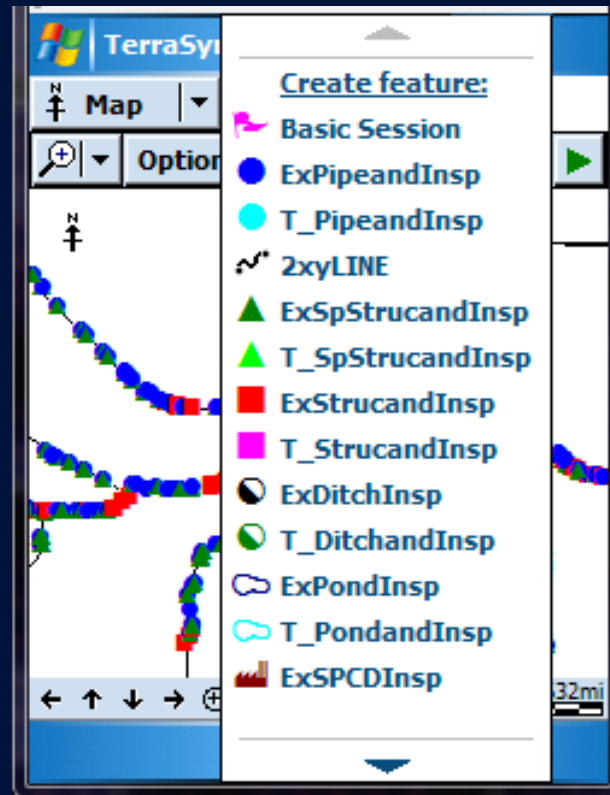 TerraSyn
Create feature:
Map
Basic Session
Option
ExPipeandInsp
T_PipeandInsp
N
2xyLINE
ExSpStrucandInsp
T_SpStrucandInsp
ExStrucandInsp
T_StrucandInsp
ExDitchInsp
T_DitchandInsp
ExPondInsp
T_PondandInsp
ExSPCDInsp
32mi